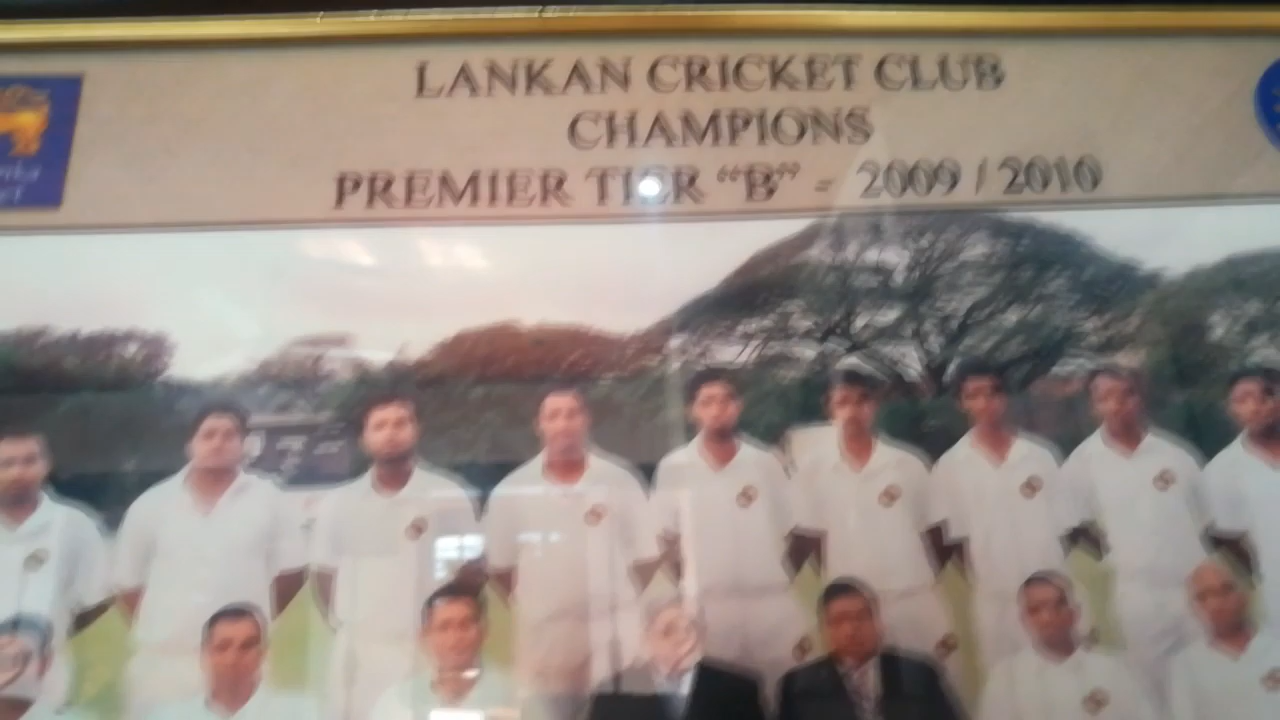 LANKAN CRICKET CLUB
CHAMPIONS
PREMIER TIER “B” - 2009 / 2010